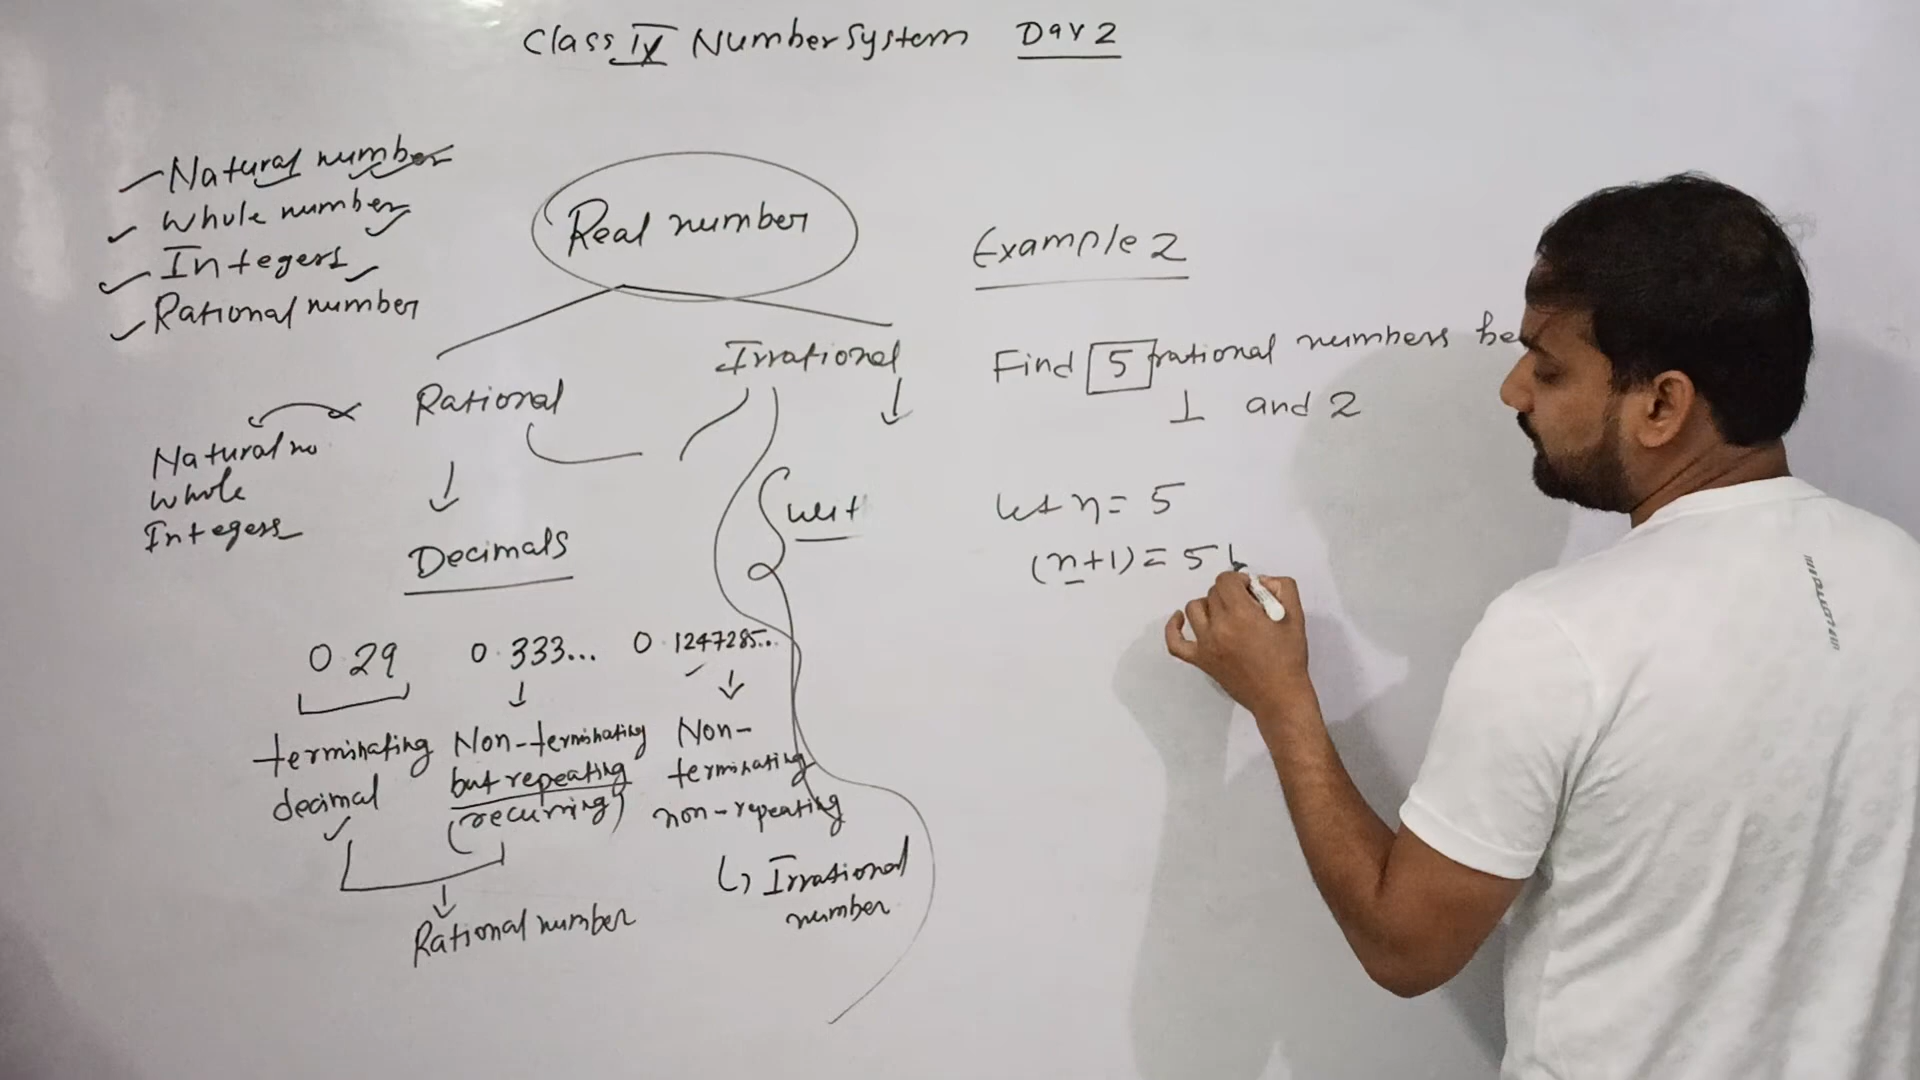 Class IX Number System Day 2
Natural number
Whole number
Integers
Rational number
Real number
Rational
Irrational
Natural no
Whole
Integers
Decimals
0.29
0.333...
0.1247285..
terminating
decimal
Non-terminating
but repeating
(recurring)
Non-
terminating
non-repeating
Rational number
Irrational
number
Example 2
Find 5 rational numbers be
1 and 2
let n = 5
(n+1) = 5